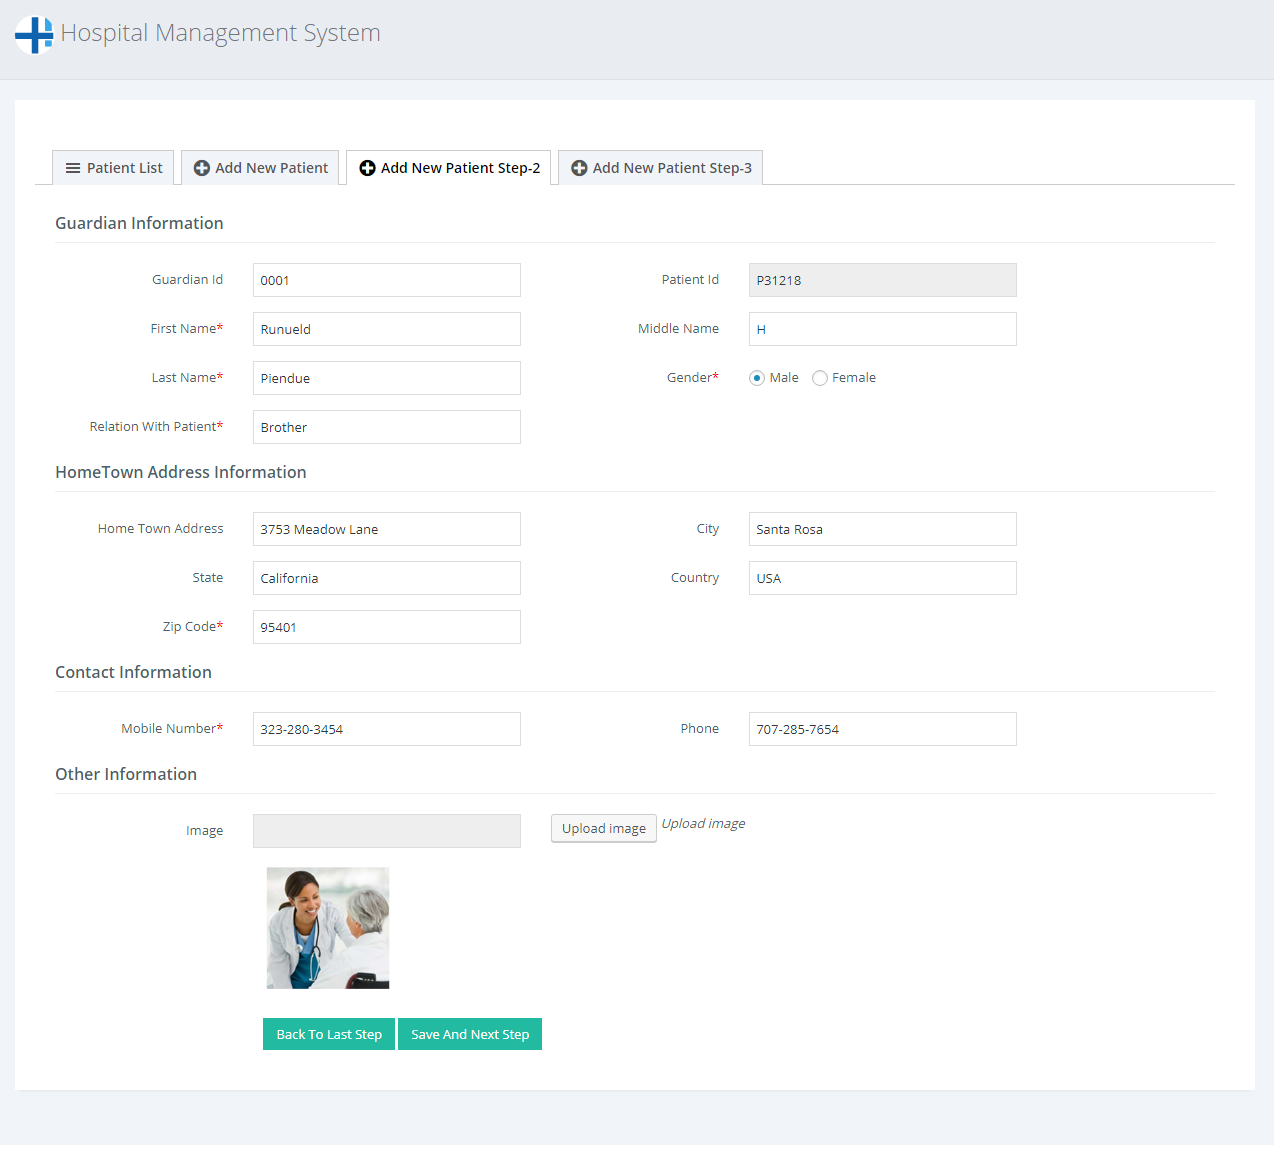 Hospital Management System
Patient List Add New Patient Add New Patient Step-2 Add New Patient Step-3
Guardian Information
Guardian Id 0001 Patient Id P31218
First Name* Runueld Middle Name H
Last Name* Piendue Gender* Male Female
Relation With Patient* Brother
HomeTown Address Information
Home Town Address 3753 Meadow Lane City Santa Rosa
State California Country USA
Zip Code* 95401
Contact Information
Mobile Number* 323-280-3454 Phone 707-285-7654
Other Information
Image Upload image Upload image
Back To Last Step Save And Next Step